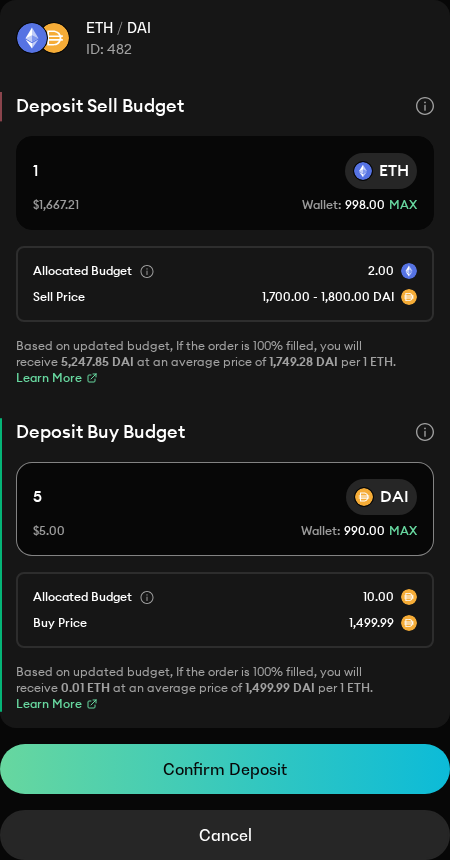 ETH / DAI
ID: 482
Deposit Sell Budget
1
ETH
$1,667.21
Wallet: 998.00 MAX
Allocated Budget
2.00
Sell Price
1,700.00 - 1,800.00 DAI
Based on updated budget, If the order is 100% filled, you will
receive 5,247.85 DAI at an average price of 1,749.28 DAI per 1 ETH.
Learn More
Deposit Buy Budget
5
DAI
$5.00
Wallet: 990.00 MAX
Allocated Budget
10.00
Buy Price
1,499.99
Based on updated budget, If the order is 100% filled, you will
receive 0.01 ETH at an average price of 1,499.99 DAI per 1 ETH.
Learn More
Confirm Deposit
Cancel